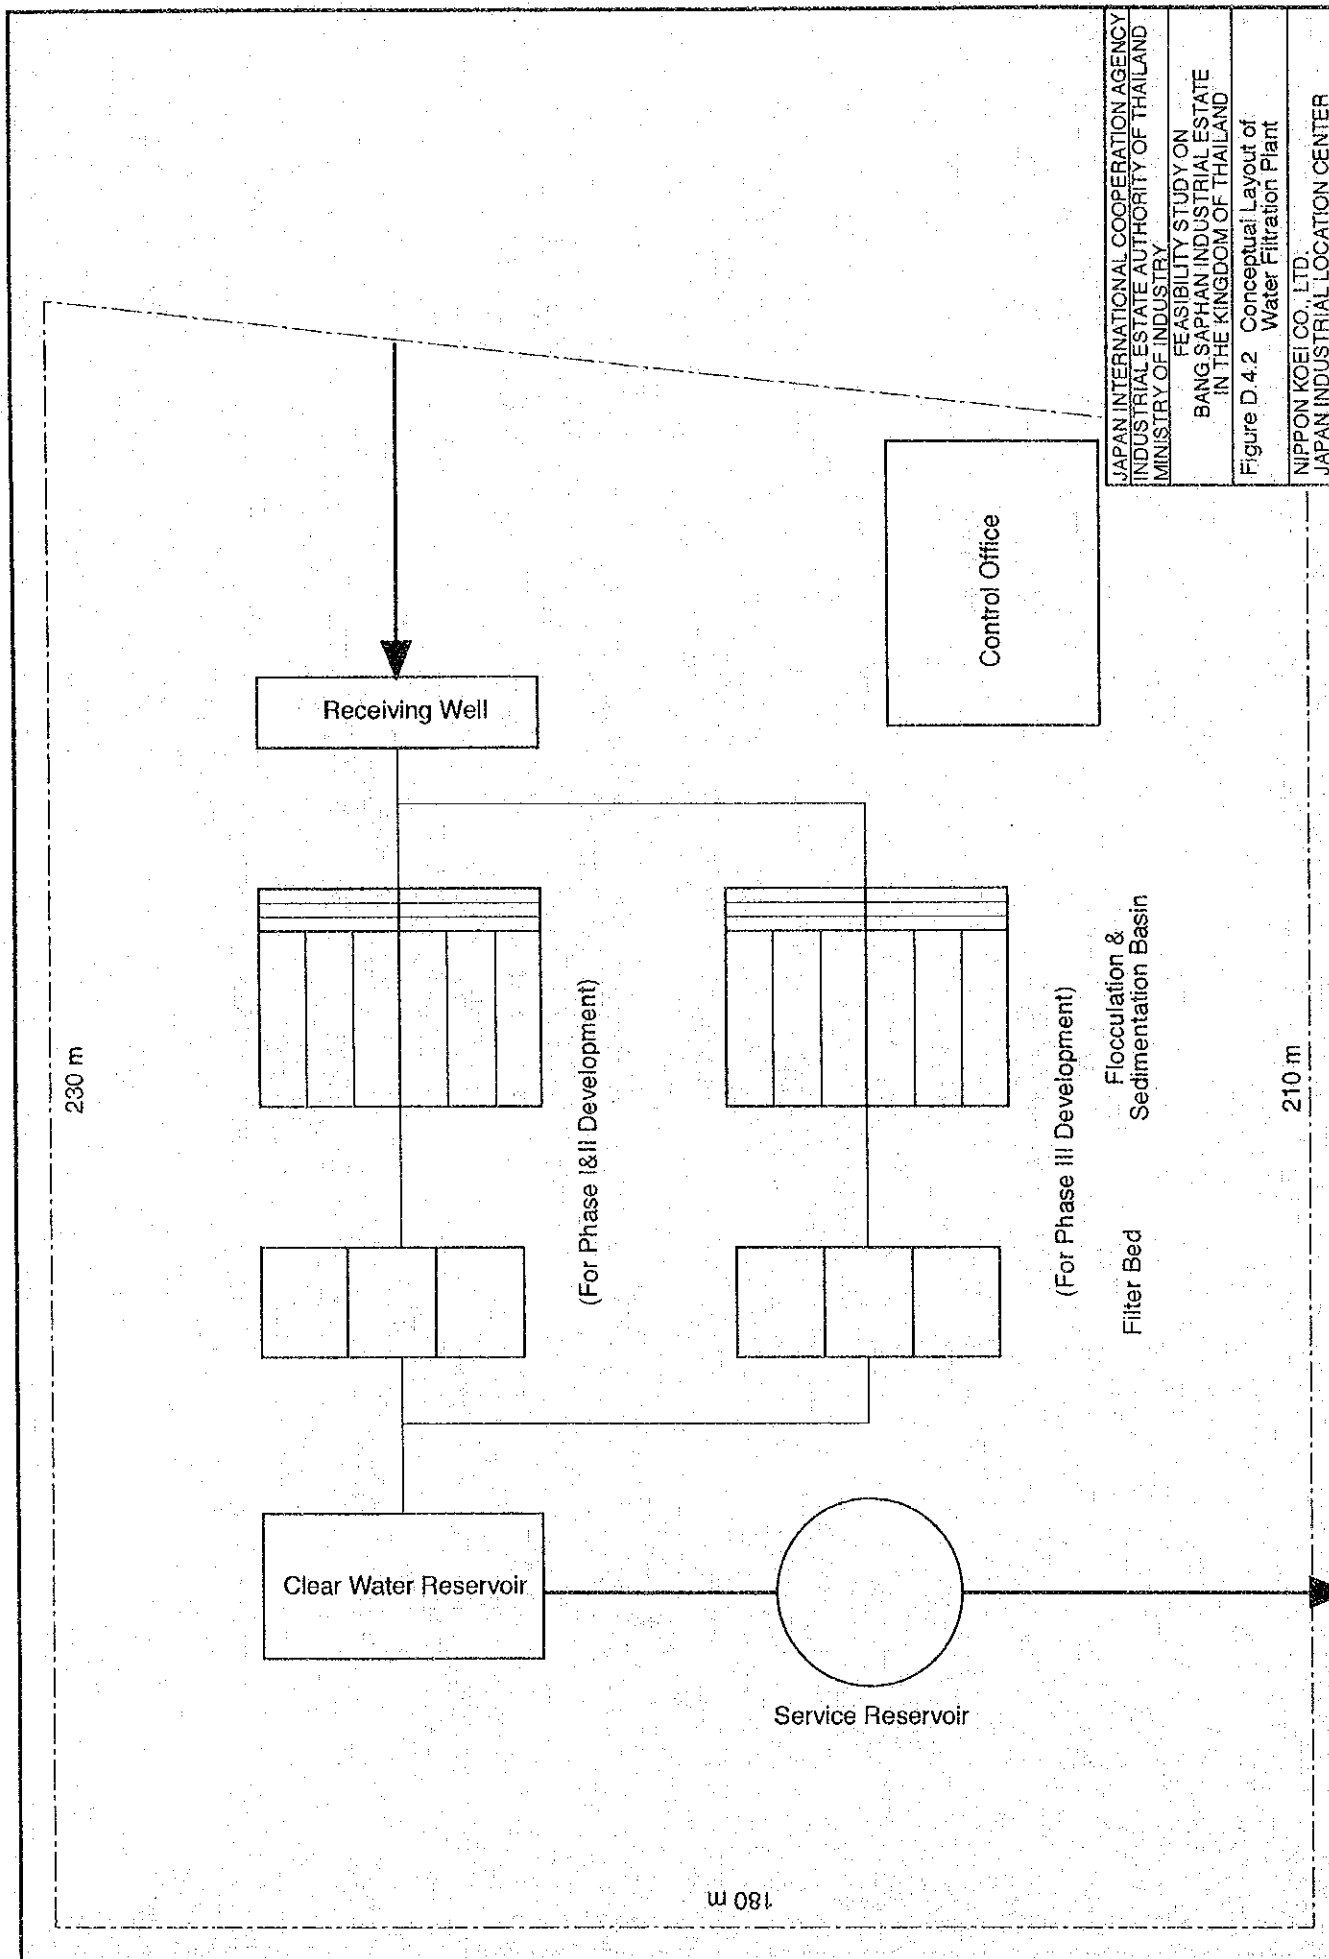 JAPAN INTERNATIONAL COOPERATION AGENCY
INDUSTRIAL ESTATE AUTHORITY OF THAILAND
MINISTRY OF INDUSTRY
FEASIBILITY STUDY ON
BANG SAPHAN INDUSTRIAL ESTATE
IN THE KINGDOM OF THAILAND
Figure D.4.2 Conceptual Layout of
Water Filtration Plant
NIPPON KOEI CO., LTD.
JAPAN INDUSTRIAL LOCATION CENTER
Control Office
Receiving Well
230 m
(For Phase I&II Development)
(For Phase III Development)
Flocculation &
Sedimentation Basin
Filter Bed
210 m
Clear Water Reservoir
Service Reservoir
180 m